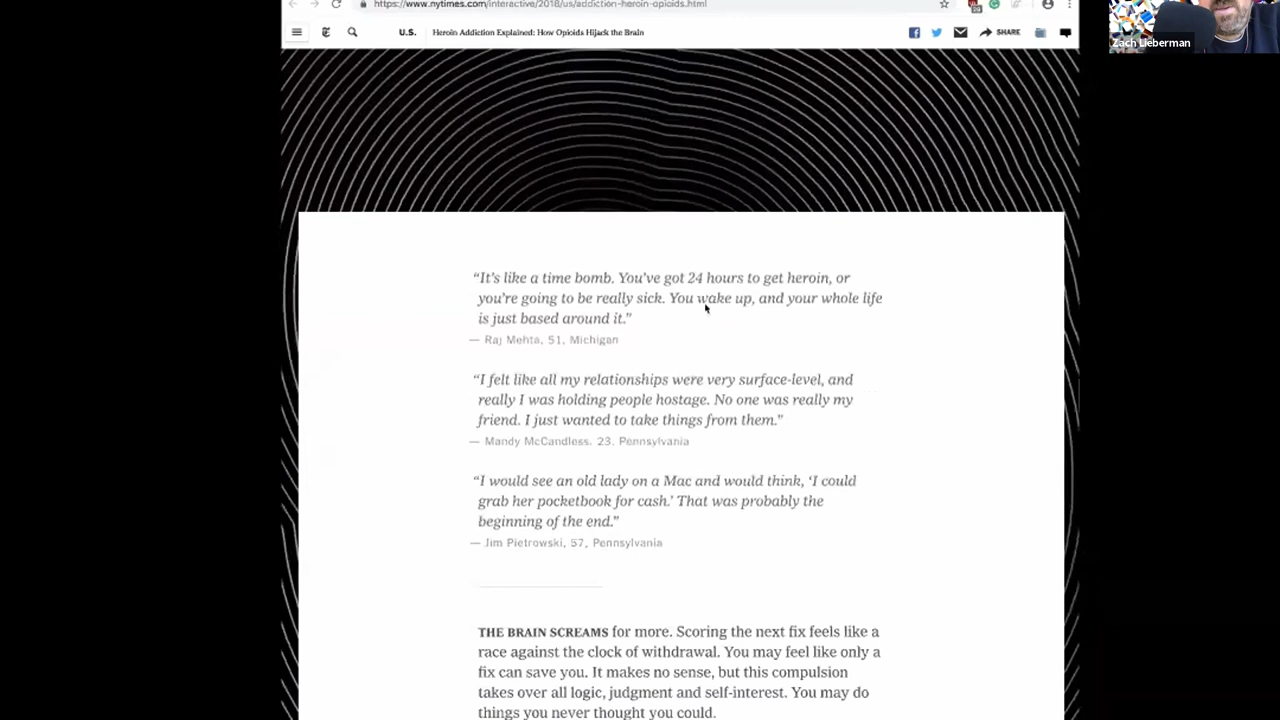 https://www.nytimes.com/interactive/2018/us/addiction-heroin-opioids.html
U.S. Heroin Addiction Explained: How Opioids Hijack the Brain
SHARE
Zach Lieberman
“It’s like a time bomb. You’ve got 24 hours to get heroin, or
you’re going to be really sick. You wake up, and your whole life
is just based around it.”
— Raj Mehta, 51, Michigan
“I felt like all my relationships were very surface-level, and
really I was holding people hostage. No one was really my
friend. I just wanted to take things from them.”
— Mandy McCandless, 23, Pennsylvania
“I would see an old lady on a Mac and would think, ‘I could
grab her pocketbook for cash.’ That was probably the
beginning of the end.”
— Jim Pietrowski, 57, Pennsylvania
THE BRAIN SCREAMS for more. Scoring the next fix feels like a
race against the clock of withdrawal. You may feel like only a
fix can save you. It makes no sense, but this compulsion
takes over all logic, judgment and self-interest. You may do
things you never thought you could.